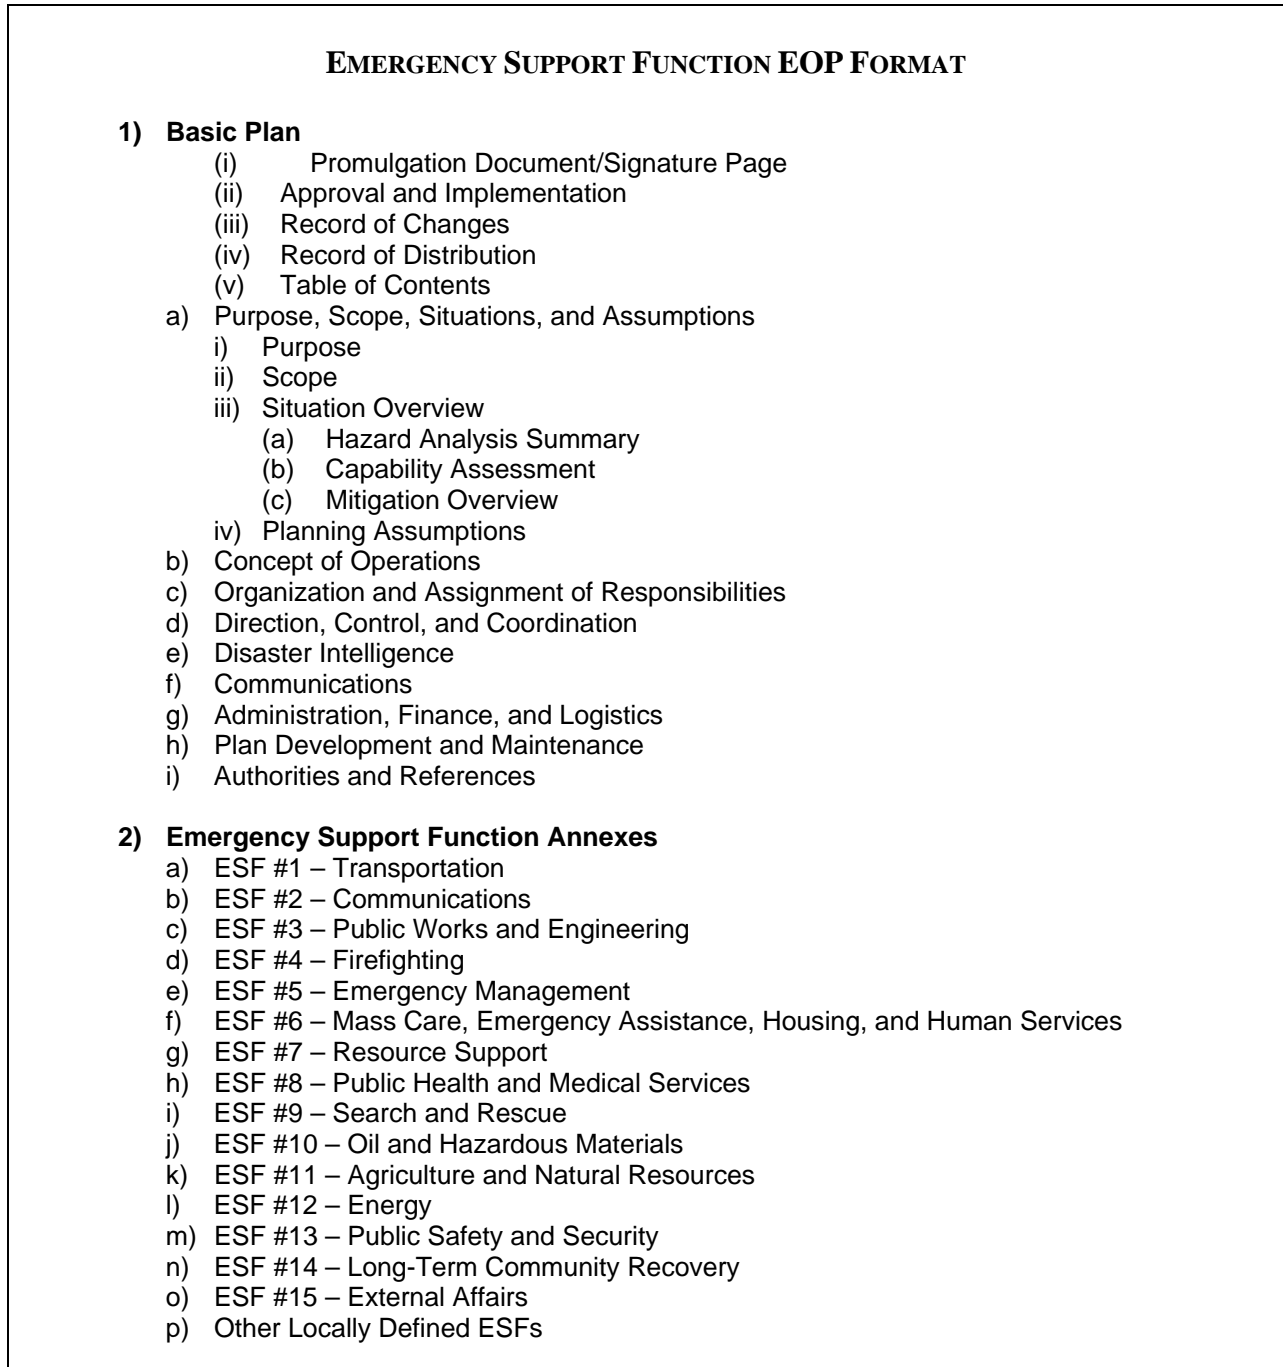 EMERGENCY SUPPORT FUNCTION EOP FORMAT
1) Basic Plan
(i) Promulgation Document/Signature Page
(ii) Approval and Implementation
(iii) Record of Changes
(iv) Record of Distribution
(v) Table of Contents
a) Purpose, Scope, Situations, and Assumptions
i) Purpose
ii) Scope
iii) Situation Overview
(a) Hazard Analysis Summary
(b) Capability Assessment
(c) Mitigation Overview
iv) Planning Assumptions
b) Concept of Operations
c) Organization and Assignment of Responsibilities
d) Direction, Control, and Coordination
e) Disaster Intelligence
f) Communications
g) Administration, Finance, and Logistics
h) Plan Development and Maintenance
i) Authorities and References
2) Emergency Support Function Annexes
a) ESF #1 – Transportation
b) ESF #2 – Communications
c) ESF #3 – Public Works and Engineering
d) ESF #4 – Firefighting
e) ESF #5 – Emergency Management
f) ESF #6 – Mass Care, Emergency Assistance, Housing, and Human Services
g) ESF #7 – Resource Support
h) ESF #8 – Public Health and Medical Services
i) ESF #9 – Search and Rescue
j) ESF #10 – Oil and Hazardous Materials
k) ESF #11 – Agriculture and Natural Resources
l) ESF #12 – Energy
m) ESF #13 – Public Safety and Security
n) ESF #14 – Long-Term Community Recovery
o) ESF #15 – External Affairs
p) Other Locally Defined ESFs